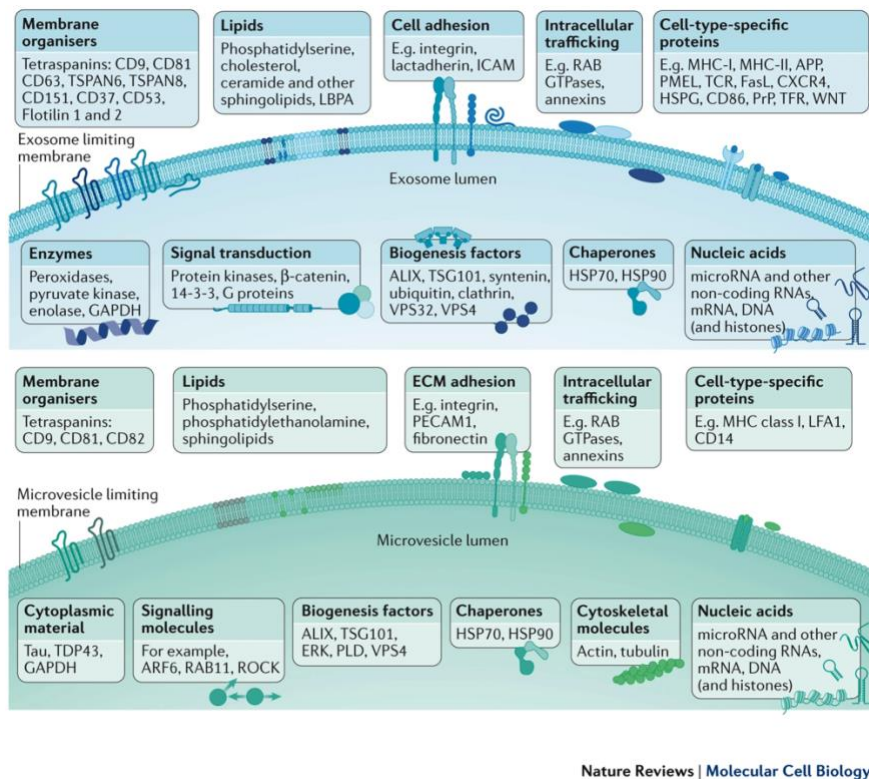 Membrane
organisers
Tetraspanins: CD9, CD81
CD63, TSPAN6, TSPAN8,
CD151, CD37, CD53,
Flotilin 1 and 2
Lipids
Phosphatidylserine,
cholesterol,
ceramide and other
sphingolipids, LBPA
Cell adhesion
E.g. integrin,
lactadherin, ICAM
Intracellular
trafficking
E.g. RAB
GTPases,
annexins
Cell-type-specific
proteins
E.g. MHC-I, MHC-II, APP,
PMEL, TCR, FasL, CXCR4,
HSPG, CD86, PrP, TFR, WNT
Exosome limiting
membrane
Exosome lumen
Enzymes
Peroxidases,
pyruvate kinase,
enolase, GAPDH
Signal transduction
Protein kinases, β-catenin,
14-3-3, G proteins
Biogenesis factors
ALIX, TSG101, syntenin,
ubiquitin, clathrin,
VPS32, VPS4
Chaperones
HSP70, HSP90
Nucleic acids
microRNA and other
non-coding RNAs,
mRNA, DNA
(and histones)
Membrane
organisers
Tetraspanins:
CD9, CD81, CD82
Lipids
Phosphatidylserine,
phosphatidylethanolamine,
sphingolipids
ECM adhesion
E.g. integrin,
PECAM1,
fibronectin
Intracellular
trafficking
E.g. RAB
GTPases,
annexins
Cell-type-specific
proteins
E.g. MHC class I, LFA1,
CD14
Microvesicle limiting
membrane
Microvesicle lumen
Cytoplasmic
material
Tau, TDP43,
GAPDH
Signalling
molecules
For example,
ARF6, RAB11, ROCK
Biogenesis factors
ALIX, TSG101,
ERK, PLD, VPS4
Chaperones
HSP70, HSP90
Cytoskeletal
molecules
Actin, tubulin
Nucleic acids
microRNA and other
non-coding RNAs,
mRNA, DNA
(and histones)
Nature Reviews | Molecular Cell Biology